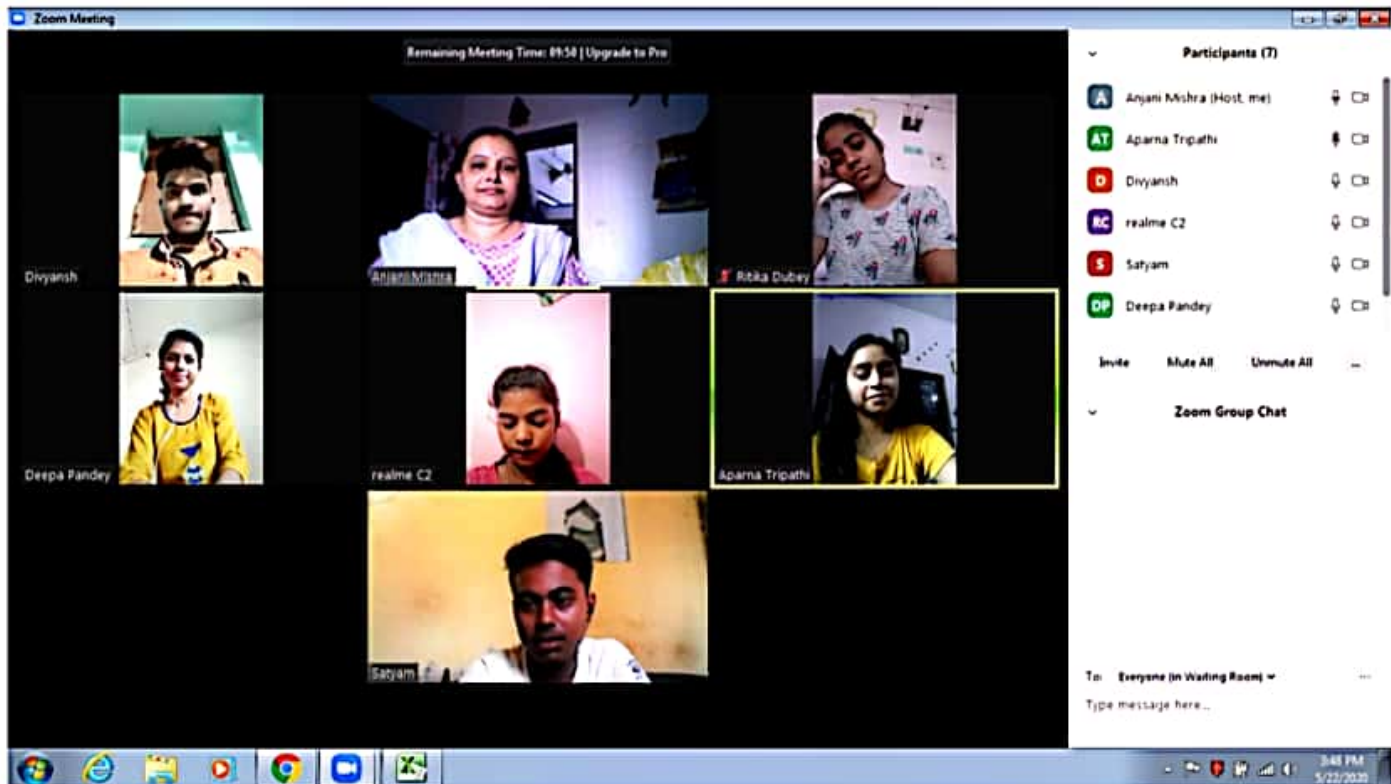 Zoom Meeting
Remaining Meeting Time: 09:50 | Upgrade to Pro
Divyansh
Anjani Mishra
Ritika Dubey
Deepa Pandey
realme C2
Aparna Tripathi
Satyam
Participants (7)
A Anjani Mishra (Host, me)
AT Aparna Tripathi
D Divyansh
RC realme C2
S Satyam
DP Deepa Pandey
Invite Mute All Unmute All ...
Zoom Group Chat
To: Everyone (in Waiting Room) ...
Type message here...
3:48 PM
5/22/2020